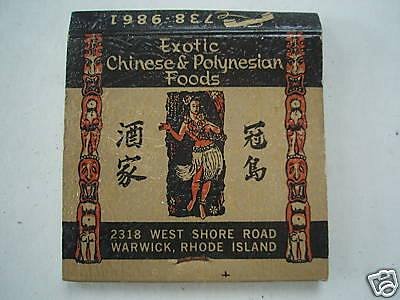 738-9861
Exotic
Chinese & Polynesian
Foods
酒家
冠島
2318 WEST SHORE ROAD
WARWICK, RHODE ISLAND